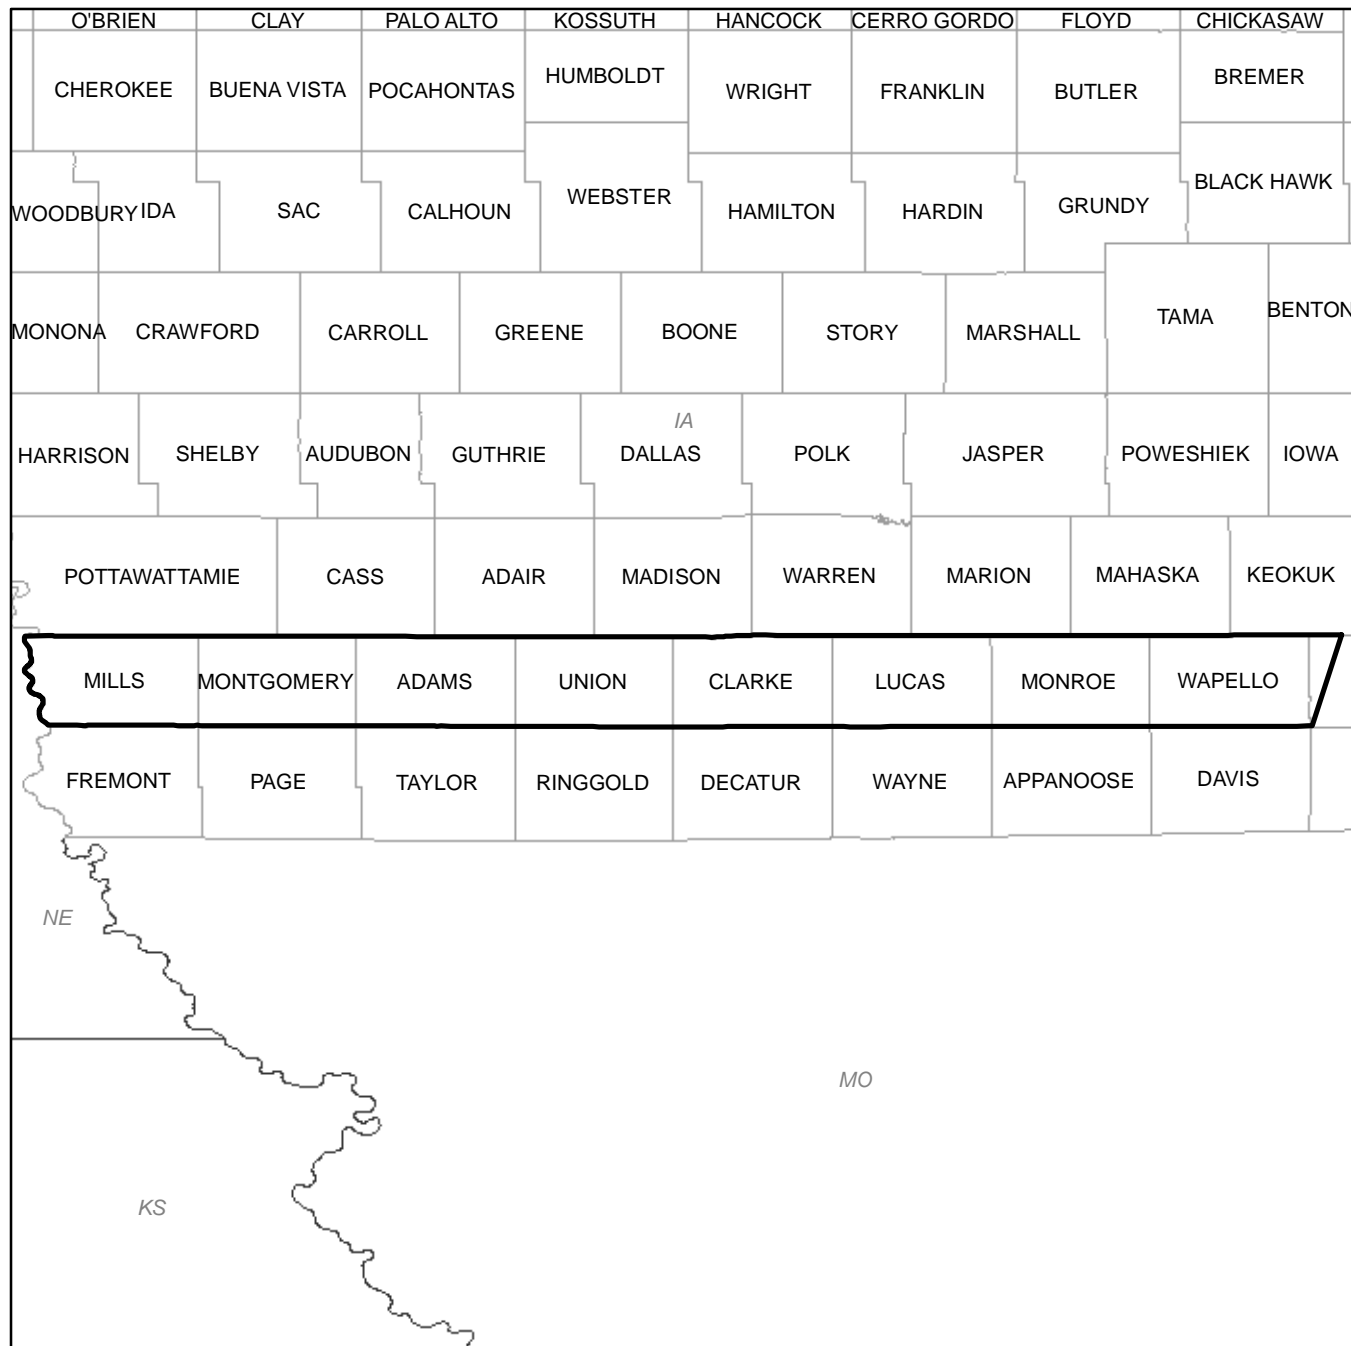 O'BRIEN CLAY PALO ALTO KOSSUTH HANCOCK CERRO GORDO FLOYD CHICKASAW
CHEROKEE BUENA VISTA POCAHONTAS HUMBOLDT WRIGHT FRANKLIN BUTLER BREMER
WOODBURY IDA SAC CALHOUN WEBSTER HAMILTON HARDIN GRUNDY BLACK HAWK
MONONA CRAWFORD CARROLL GREENE BOONE STORY MARSHALL TAMA BENTON
IA
HARRISON SHELBY AUDUBON GUTHRIE DALLAS POLK JASPER POWESHIEK IOWA
POTTAWATTAMIE CASS ADAIR MADISON WARREN MARION MAHASKA KEOKUK
MILLS MONTGOMERY ADAMS UNION CLARKE LUCAS MONROE WAPELLO
FREMONT PAGE TAYLOR RINGGOLD DECATUR WAYNE APPANOOSE DAVIS
NE
MO
KS